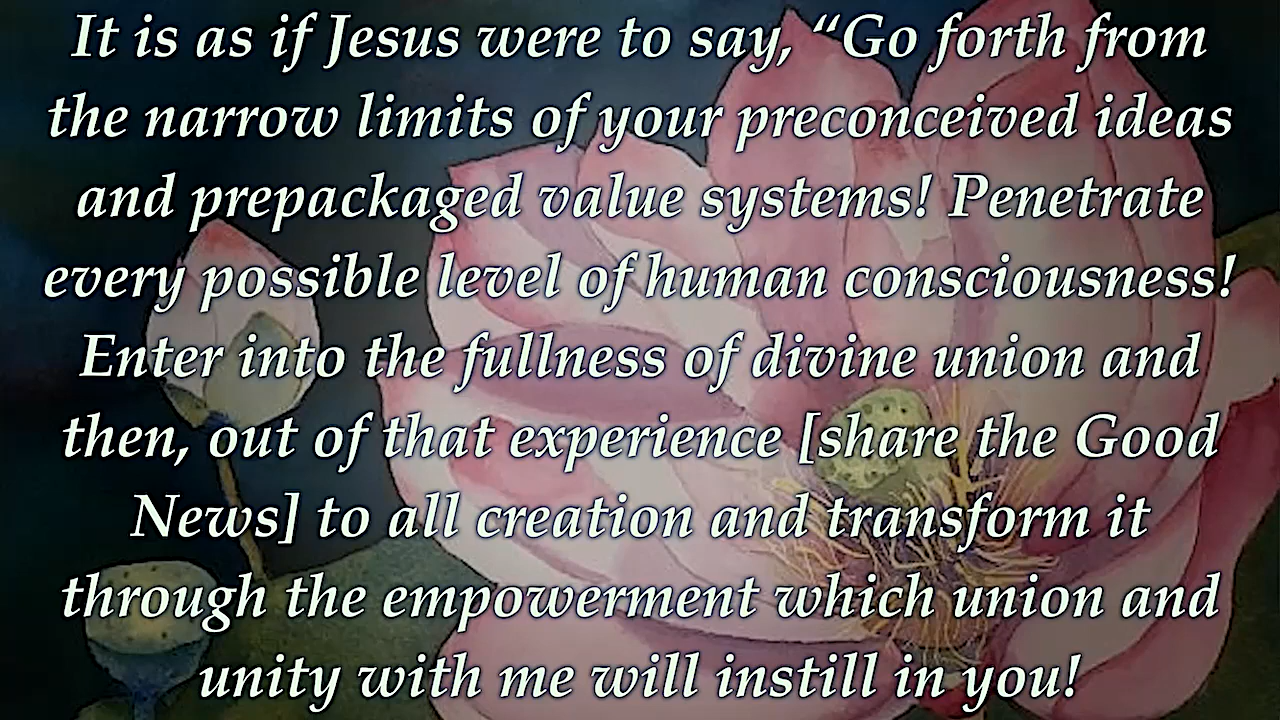 It is as if Jesus were to say, “Go forth from
the narrow limits of your preconceived ideas
and prepackaged value systems! Penetrate
every possible level of human consciousness!
Enter into the fullness of divine union and
then, out of that experience [share the Good
News] to all creation and transform it
through the empowerment which union and
unity with me will instill in you!